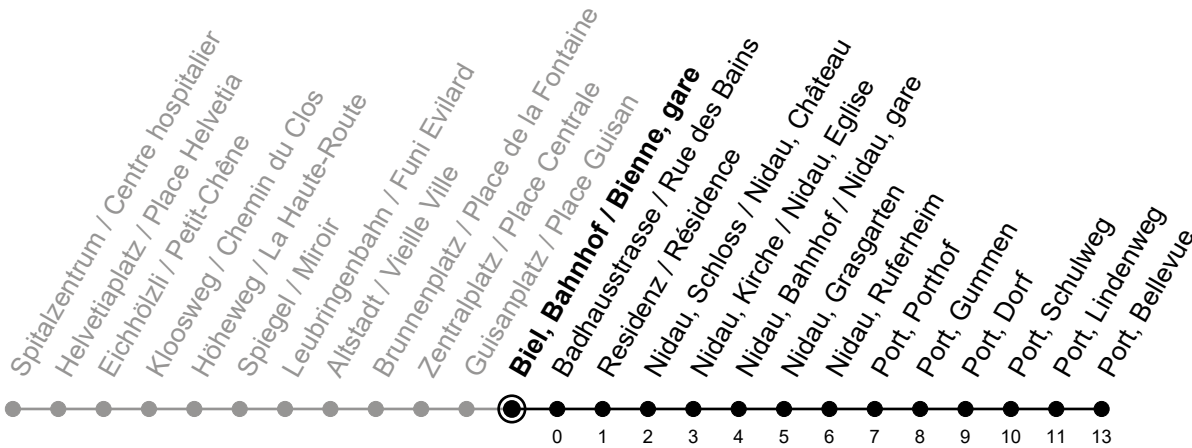 Spitalzentrum / Centre hospitalier
Helvetiaplatz / Place Helvetia
Eichhölzli / Petit-Chêne
Kloosweg / Chemin du Clos
Höheweg / La Haute-Route
Spiegel / Miroir
Leubringenbahn / Funi Evilard
Altstadt / Vieille Ville
Brunnenplatz / Place de la Fontaine
Zentralplatz / Place Centrale
Guisanplatz / Place Guisan
Biel, Bahnhof / Bienne, gare
Badhausstrasse / Rue des Bains
Residenz / Résidence
Nidau, Schloss / Nidau, Château
Nidau, Kirche / Nidau, Eglise
Nidau, Bahnhof / Nidau, gare
Nidau, Grasgarten
Nidau, Ruferheim
Port, Porthof
Port, Gummen
Port, Dorf
Port, Schulweg
Port, Lindenweg
Port, Bellevue
0 1 2 3 4 5 6 7 8 9 10 11 13